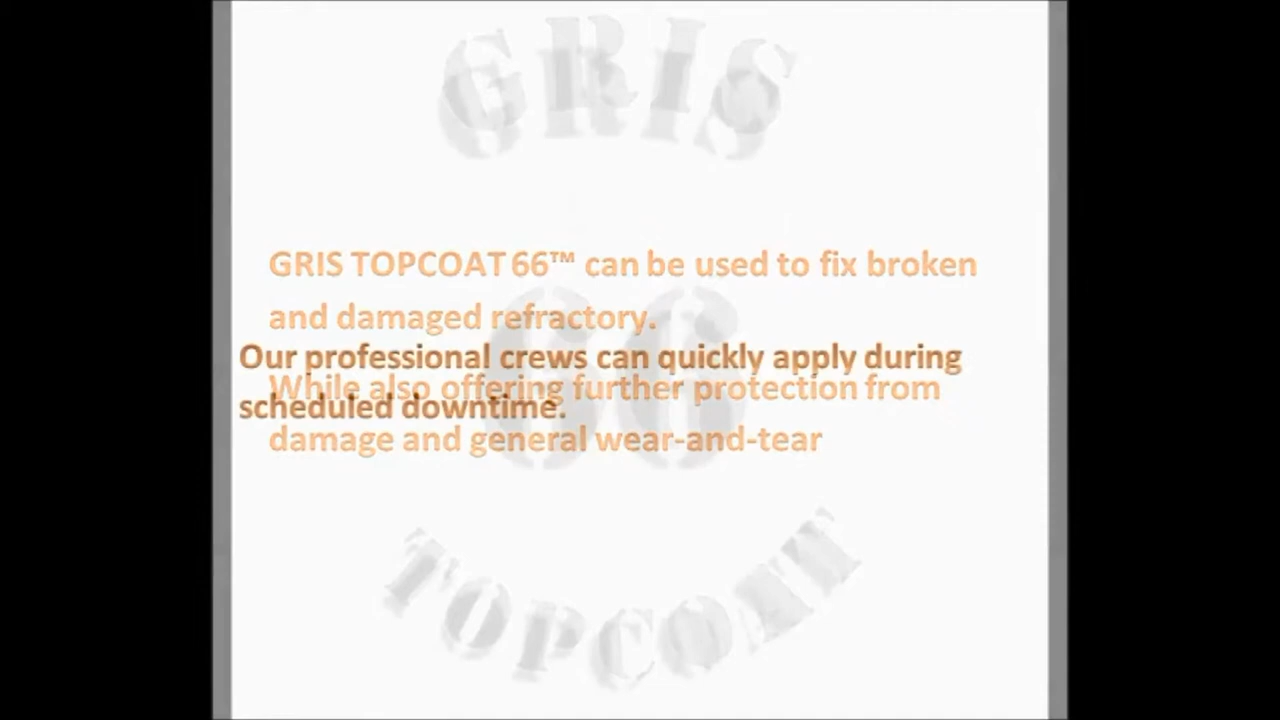 GRIS
GRIS TOPCOAT 66™ can be used to fix broken
and damaged refractory.
Our professional crews can quickly apply during
While also offering further protection from
scheduled downtime.
damage and general wear-and-tear
66
TOPCOAT